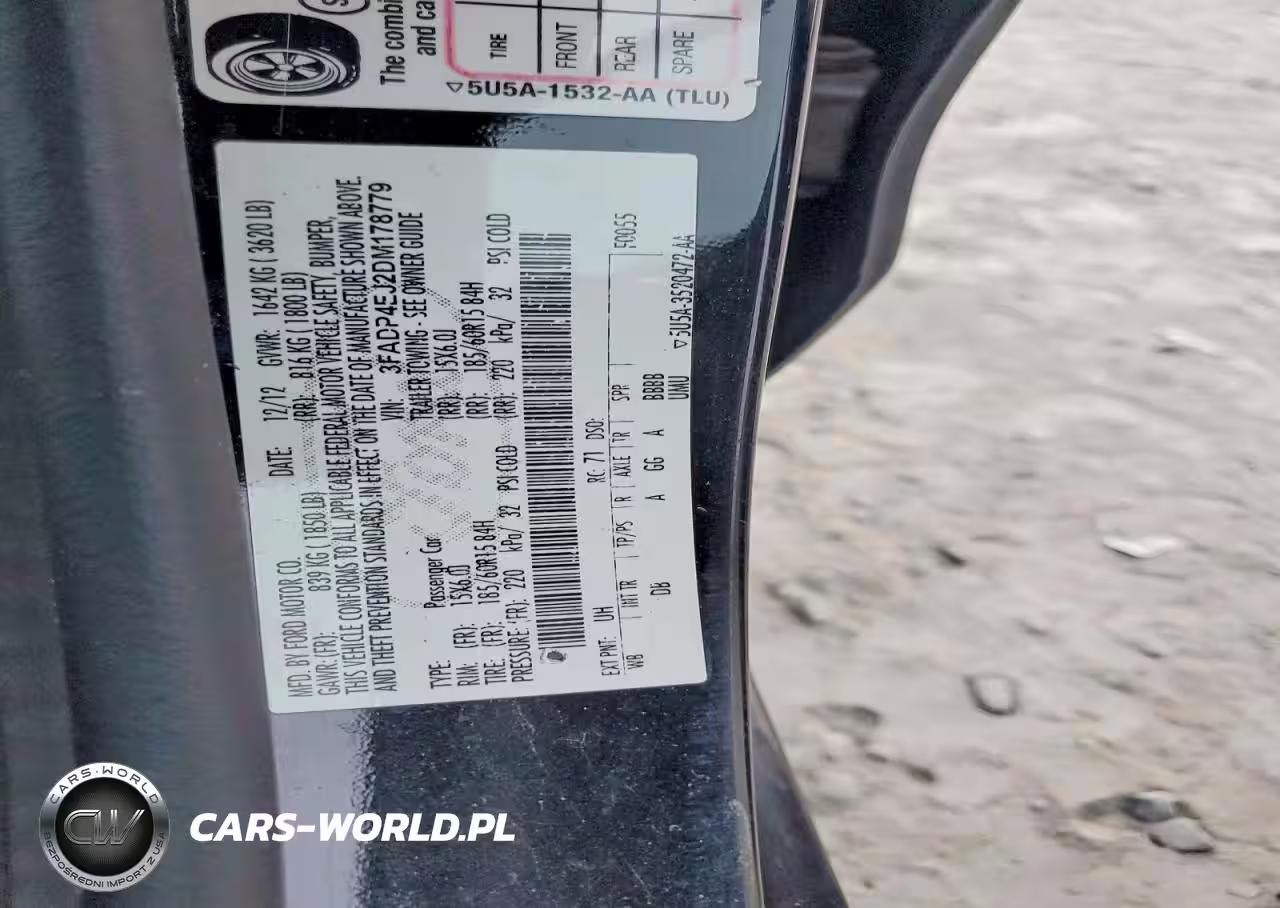 The combi
and ca
TIRE
FRONT
REAR
SPARE
5U5A-1532-AA (TLU)
MFD. BY FORD MOTOR CO. DATE: 12/12 GVWR: 1642 KG ( 3620 LB)
GAWR: (FR): 839 KG ( 1850 LB) (RR): 816 KG ( 1800 LB)
THIS VEHICLE CONFORMS TO ALL APPLICABLE FEDERAL MOTOR VEHICLE SAFETY, BUMPER,
AND THEFT PREVENTION STANDARDS IN EFFECT ON THE DATE OF MANUFACTURE SHOWN ABOVE.
VIN: 3FADP4EJ2DM178779
TYPE: Passenger Car TRAILER TOWING - SEE OWNER GUIDE
RIM: (FR): 15X6.0J (RR): 15X6.0J
TIRE: (FR): 185/60R15 84H (RR): 185/60R15 84H
PRESSURE (FR): 220 kPa/ 32 PSI COLD (RR): 220 kPa/ 32 PSI COLD
EXT PNT: UH RC: 71 DSO: F0055
WB INT TR TP/PS R AXLE TR SPR
DB A GG A BBBB
UMU
5U5A-3520472-AA
CARS-WORLD
CW
BEZPOŚREDNI IMPORT Z USA
CARS-WORLD.PL